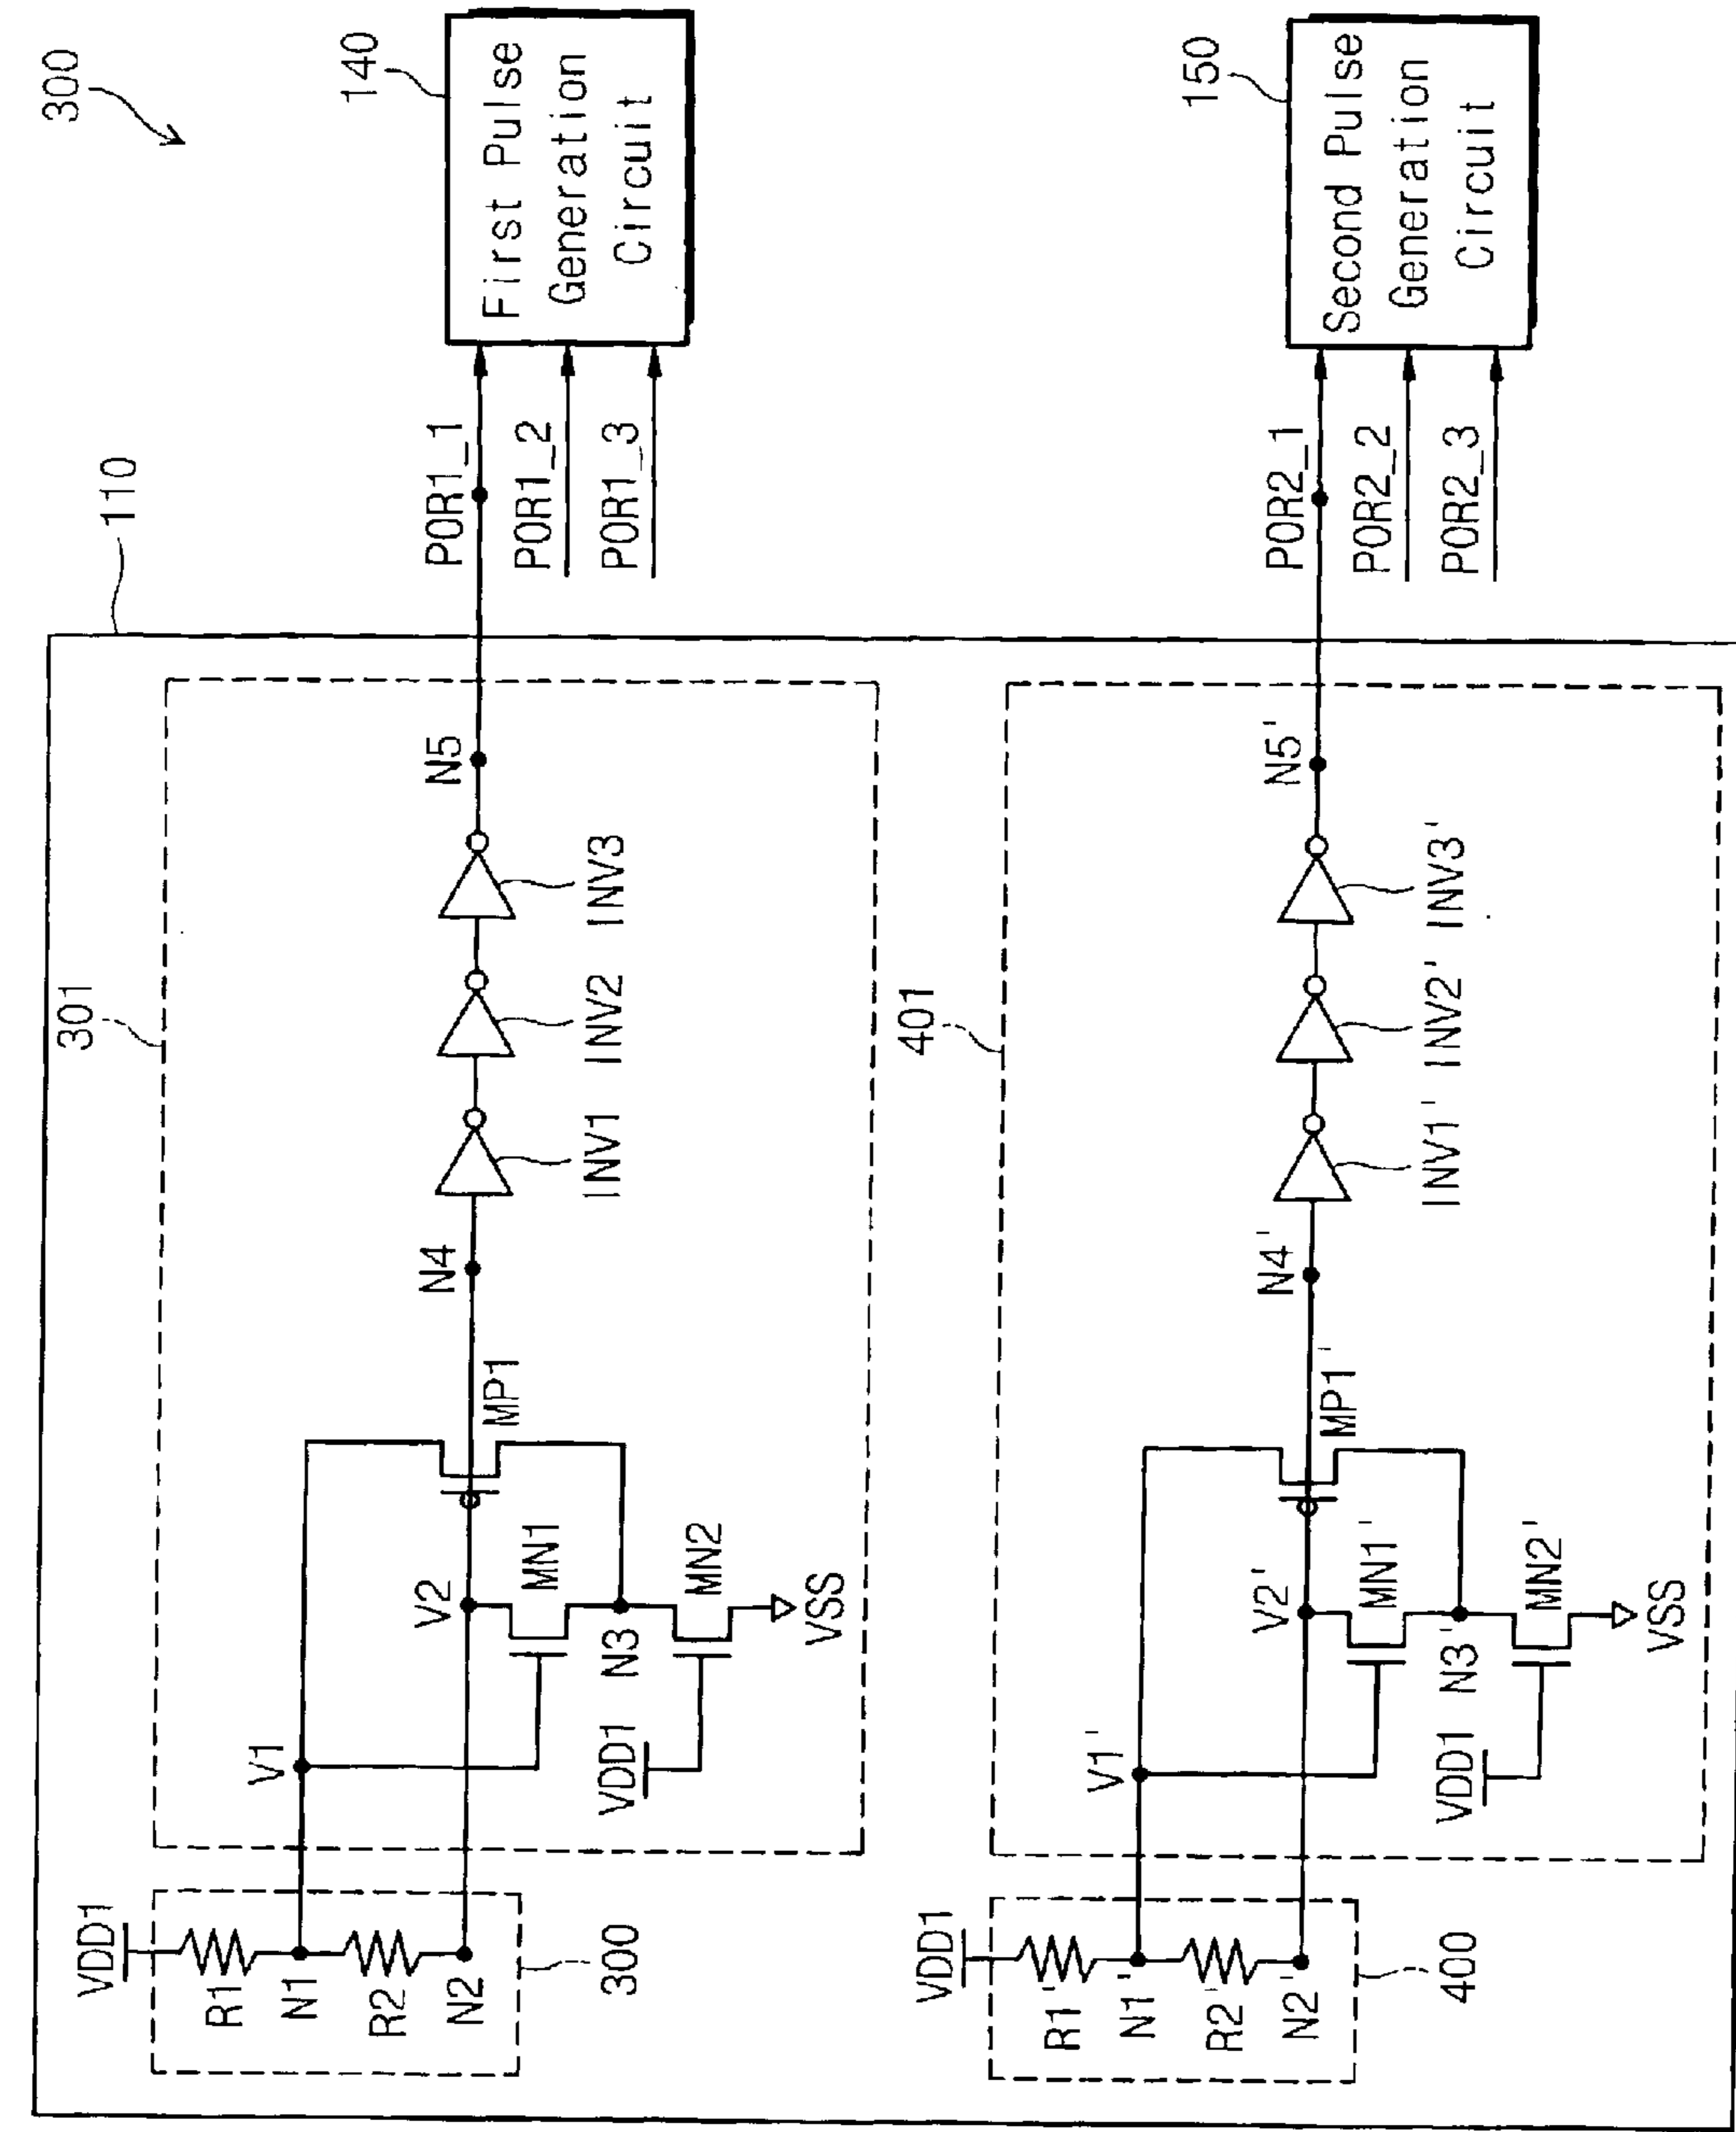 300
110
301
140
First Pulse
Generation
Circuit
POR1_1
POR1_2
POR1_3
VDD1
R1
N1
R2
N2
300
V1
V2
MN1
N3
MN2
VDD1
VSS
MP1
N4
INV1
INV2
INV3
N5
401
150
Second Pulse
Generation
Circuit
POR2_1
POR2_2
POR2_3
VDD1
R1'
N1'
R2'
N2'
400
V1'
V2'
MN1'
N3'
MN2'
VDD1
VSS
MP1'
N4'
INV1'
INV2'
INV3'
N5'